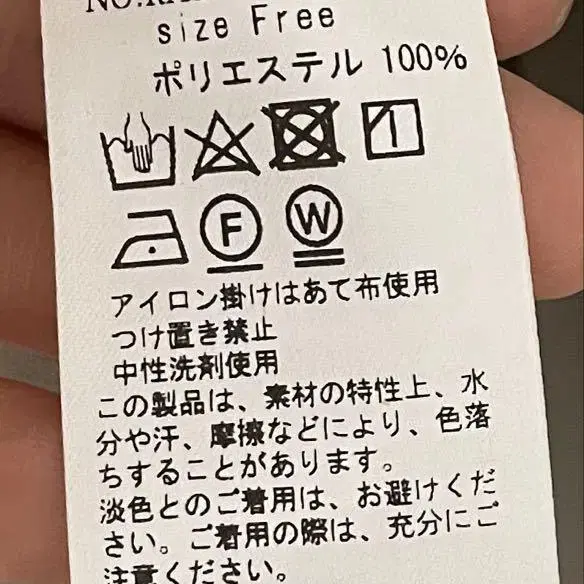 size Free
ポリエステル 100%
F W
アイロン掛けはあて布使用
つけ置き禁止
中性洗剤使用
この製品は、素材の特性上、水
分や汗、摩擦などにより、色落
ちすることがあります。
淡色とのご着用は、お避けくだ
さい。ご着用の際は、充分にご
注意ください。